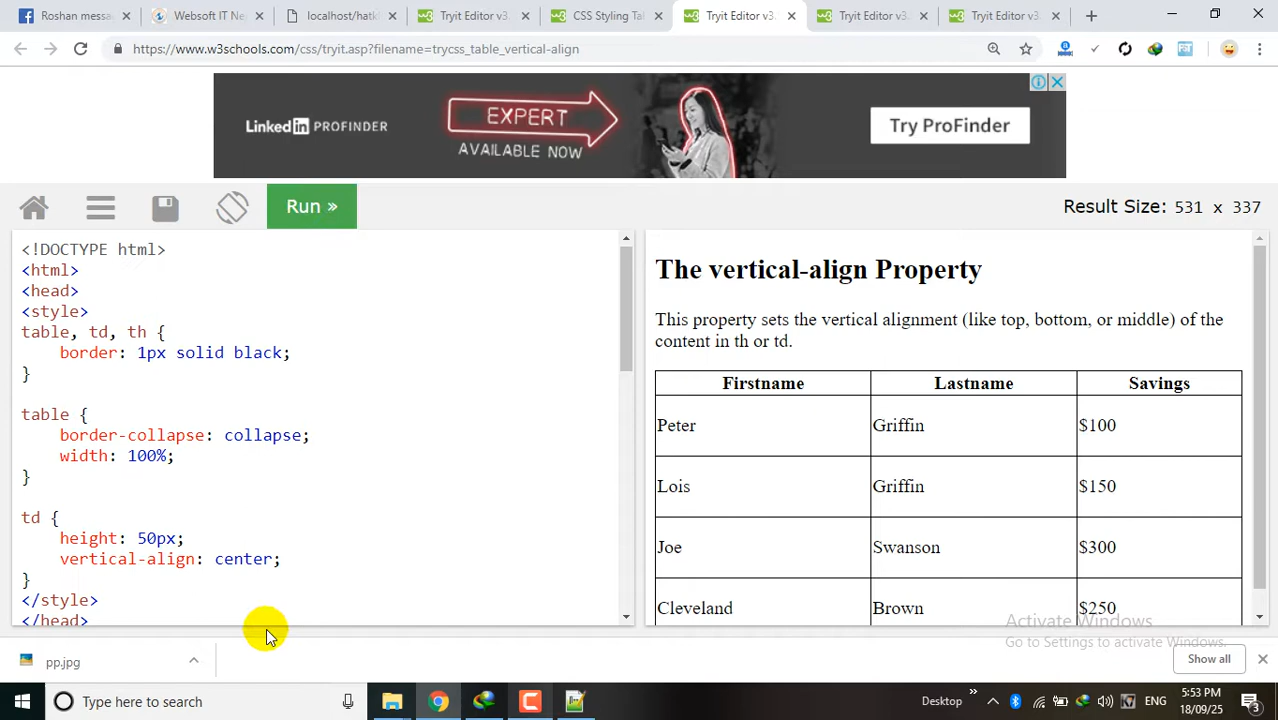 Roshan messag
Websoft IT Ne
localhost/hatk
Tryit Editor v3.
CSS Styling Ta
Tryit Editor v3.
Tryit Editor v3.
Tryit Editor v3.
https://www.w3schools.com/css/tryit.asp?filename=trycss_table_vertical-align
Linked in PROFINDER
EXPERT
AVAILABLE NOW
Try ProFinder
Run »
Result Size: 531 x 337
<!DOCTYPE html>
<html>
<head>
<style>
table, td, th {
border: 1px solid black;
}
table {
border-collapse: collapse;
width: 100%;
}
td {
height: 50px;
vertical-align: center;
}
</style>
</head>
The vertical-align Property
This property sets the vertical alignment (like top, bottom, or middle) of the
content in th or td.
Firstname Lastname Savings
Peter Griffin $100
Lois Griffin $150
Joe Swanson $300
Cleveland Brown $250
Activate Windows
Go to Settings to activate Windows.
pp.jpg
Show all
Type here to search
Desktop
ENG
5:53 PM
18/09/25
3